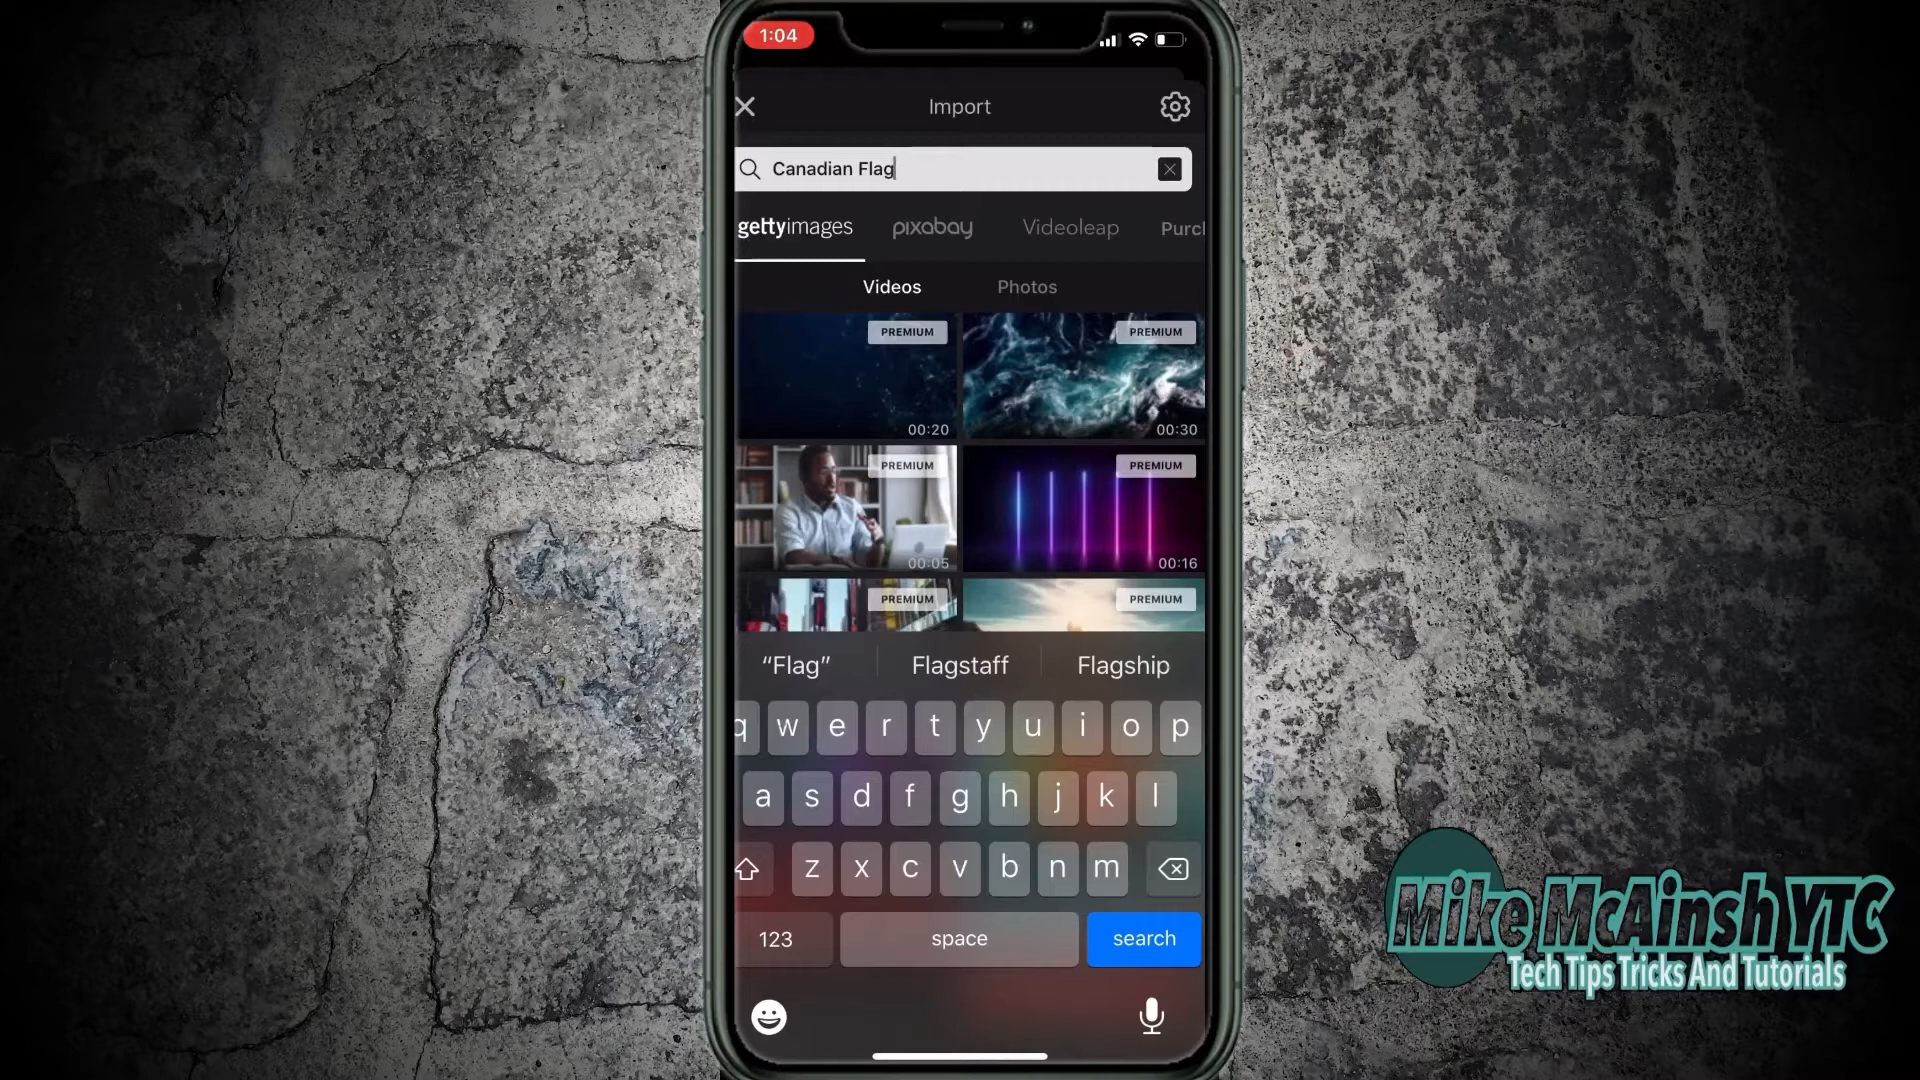 1:04
Import
Canadian Flag
gettyimages pixabay Videoleap Purc
Videos Photos
PREMIUM PREMIUM
00:20 00:30
PREMIUM PREMIUM
00:05 00:16
PREMIUM PREMIUM
“Flag” Flagstaff Flagship
q w e r t y u i o p
a s d f g h j k l
z x c v b n m
123 space search
Mike McAinsh YTC
Tech Tips Tricks And Tutorials